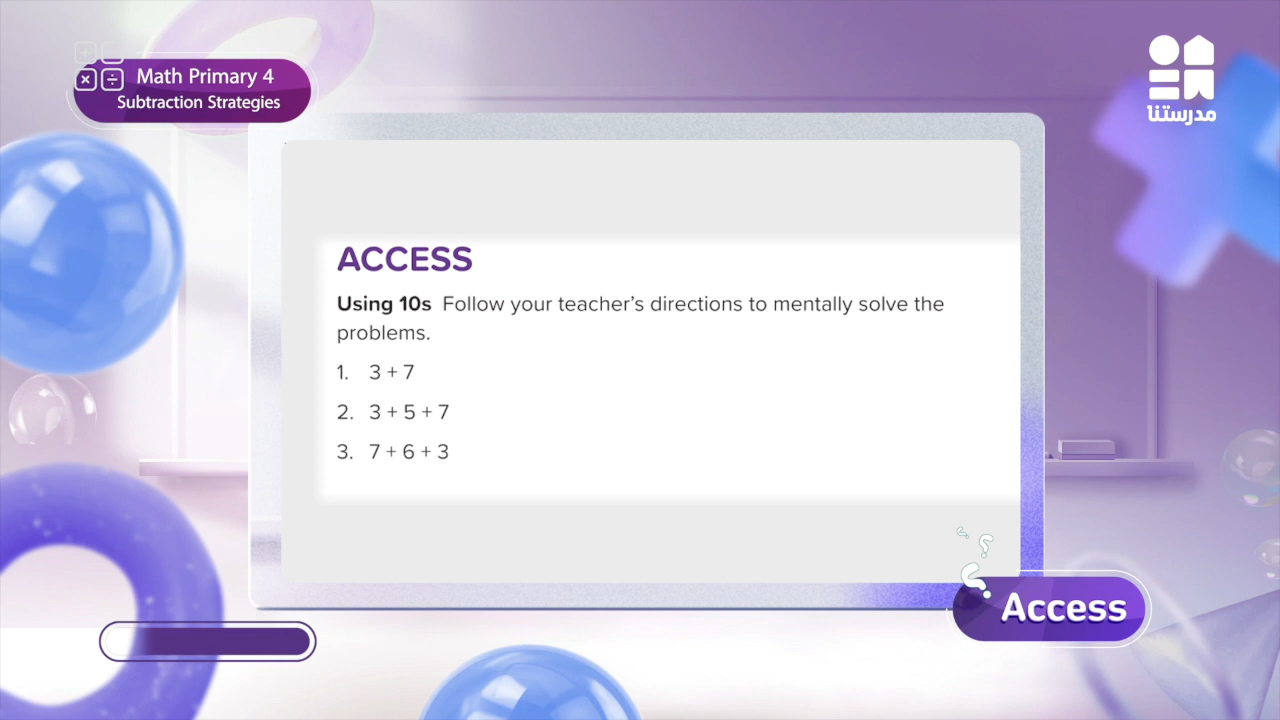 Math Primary 4
Subtraction Strategies
مدرستنا
ACCESS
Using 10s Follow your teacher's directions to mentally solve the
problems.
1. 3 + 7
2. 3 + 5 + 7
3. 7 + 6 + 3
Access